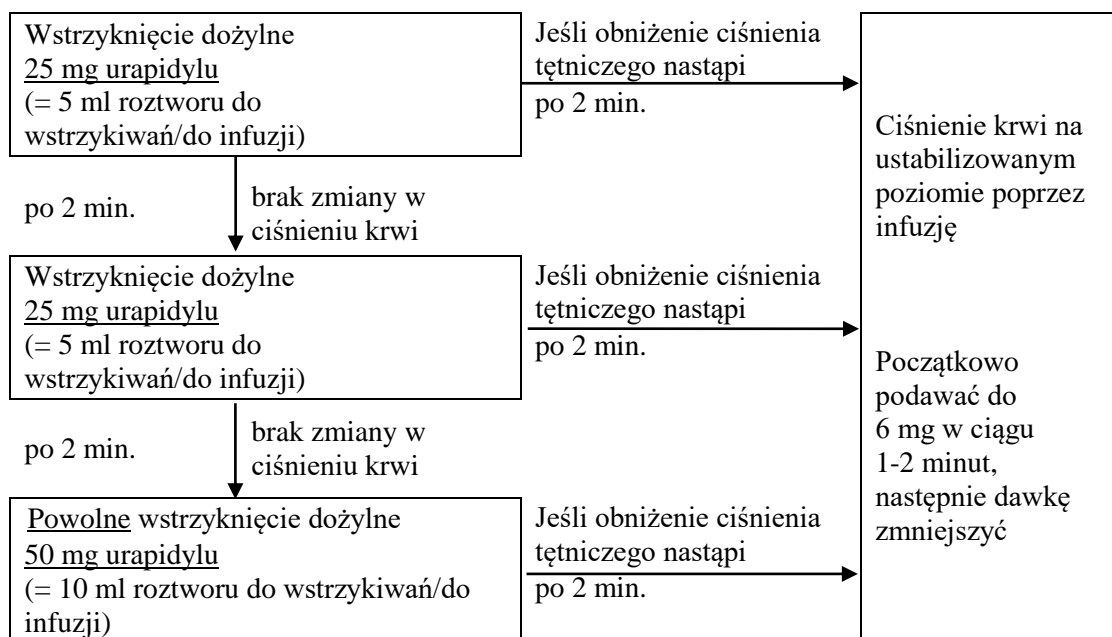 Wstrzyknięcie dożylne
25 mg urapidylu
(= 5 ml roztworu do
wstrzykiwań/do infuzji)
Jeśli obniżenie ciśnienia
tętniczego nastąpi
po 2 min.
po 2 min.
brak zmiany w
ciśnieniu krwi
Wstrzyknięcie dożylne
25 mg urapidylu
(= 5 ml roztworu do
wstrzykiwań/do infuzji)
Jeśli obniżenie ciśnienia
tętniczego nastąpi
po 2 min.
po 2 min.
brak zmiany w
ciśnieniu krwi
Powolne wstrzyknięcie dożylne
50 mg urapidylu
(= 10 ml roztworu do wstrzykiwań/do
infuzji)
Jeśli obniżenie ciśnienia
tętniczego nastąpi
po 2 min.
Ciśnienie krwi na
ustabilizowanym
poziomie poprzez
infuzję
Początkowo
podawać do
6 mg w ciągu
1-2 minut,
następnie dawkę
zmniejszyć